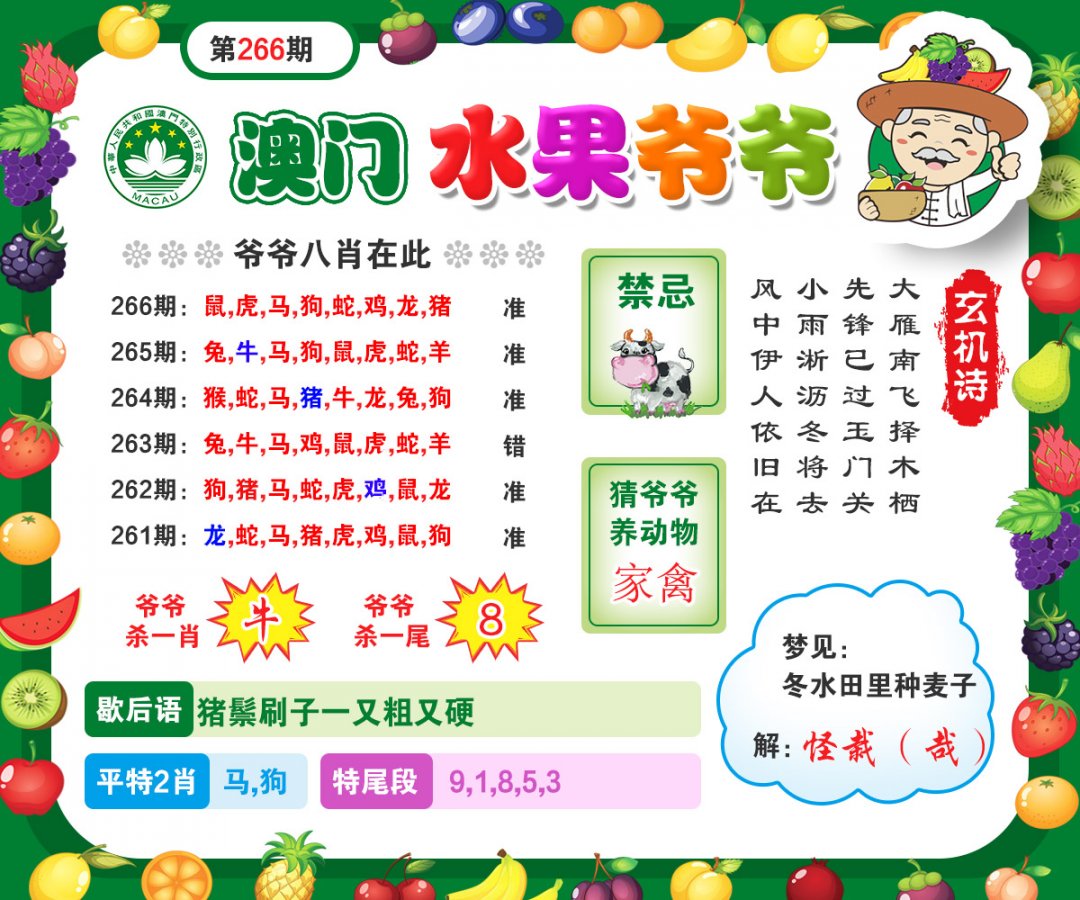 第266期
中華人民共和國澳門特別行政區
MACAU
澳门 水果爷爷
爷爷八肖在此
266期：鼠,虎,马,狗,蛇,鸡,龙,猪 准
265期：兔,牛,马,狗,鼠,虎,蛇,羊 准
264期：猴,蛇,马,猪,牛,龙,兔,狗 准
263期：兔,牛,马,鸡,鼠,虎,蛇,羊 错
262期：狗,猪,马,蛇,虎,鸡,鼠,龙 准
261期：龙,蛇,马,猪,虎,鸡,鼠,狗 准
爷爷
杀一肖
牛
爷爷
杀一尾
8
禁忌
猜爷爷
养动物
家禽
玄机诗
大雁南飞择木栖
先锋已过玉门关
小雨淅沥冬将去
风中伊人依旧在
歇后语
猪鬃刷子一又粗又硬
平特2肖
马,狗
特尾段
9,1,8,5,3
梦见：
冬水田里种麦子
解：怪栽（哉）